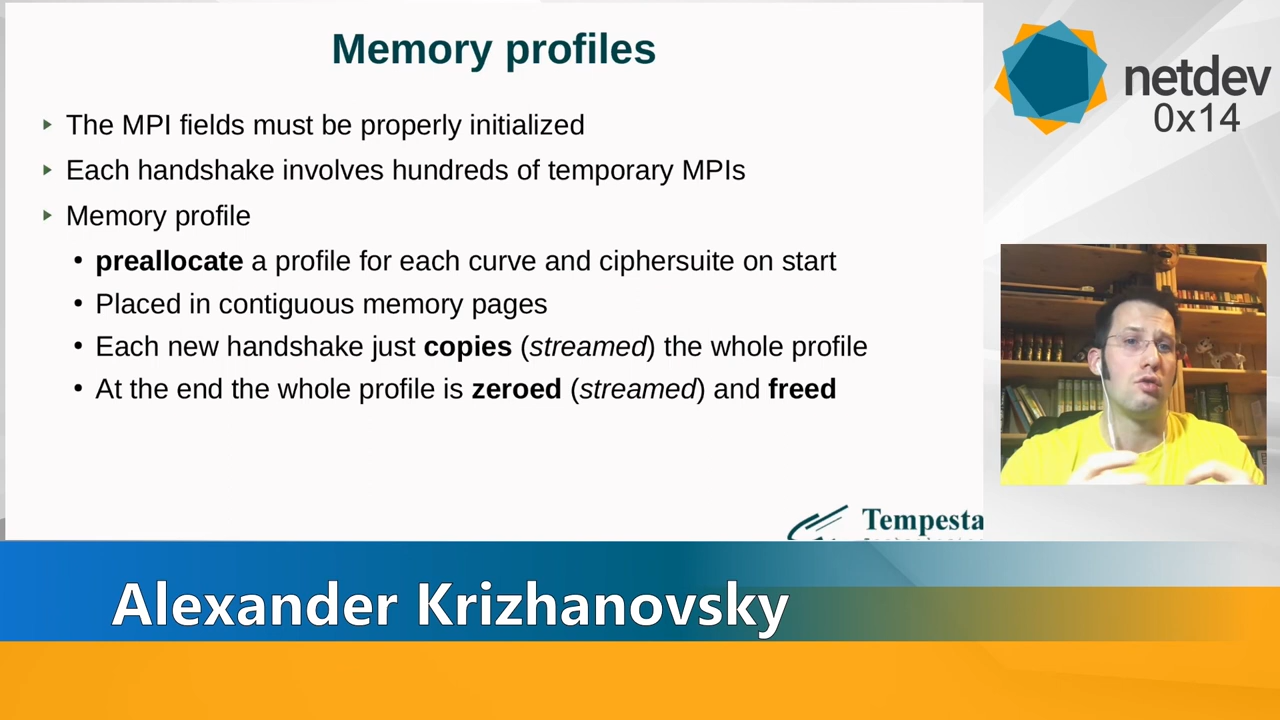 Memory profiles
The MPI fields must be properly initialized
Each handshake involves hundreds of temporary MPIs
Memory profile
preallocate a profile for each curve and ciphersuite on start
Placed in contiguous memory pages
Each new handshake just copies (streamed) the whole profile
At the end the whole profile is zeroed (streamed) and freed
Tempesta
netdev
0x14
Alexander Krizhanovsky